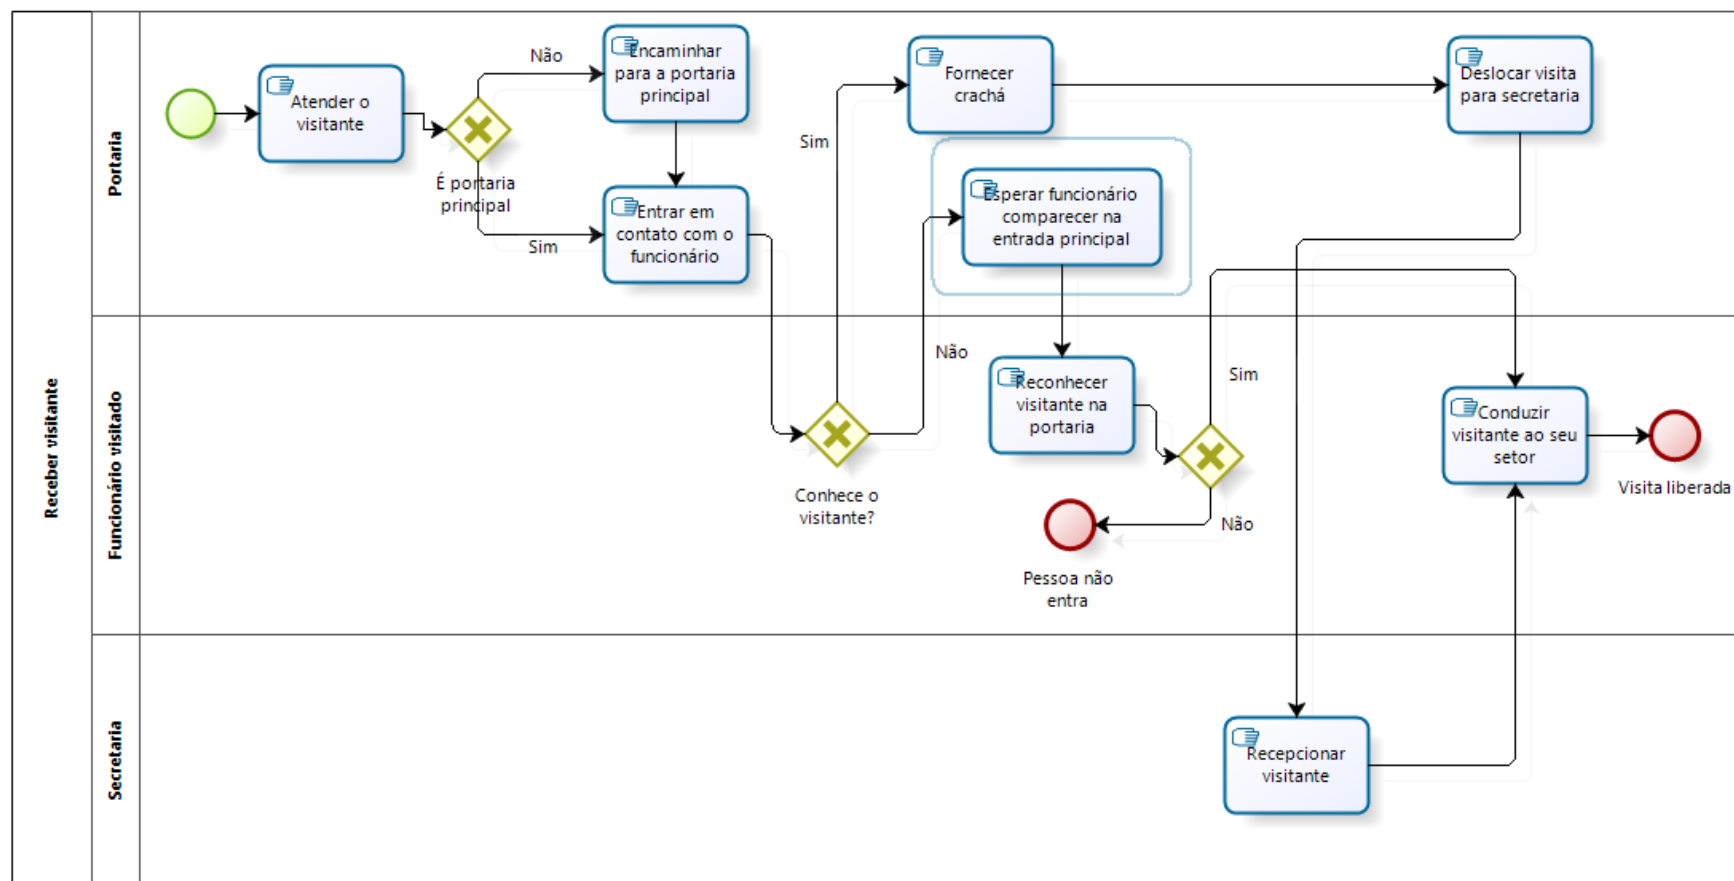 Receber visitante
Portaria
Atender o
visitante
É portaria
principal
Não
Sim
Encaminhar
para a portaria
principal
Entrar em
contato com o
funcionário
Sim
Fornecer
crachá
Esperar funcionário
comparecer na
entrada principal
Deslocar visita
para secretaria
Funcionário visitado
Conhece o
visitante?
Não
Reconhecer
visitante na
portaria
Sim
Não
Pessoa não
entra
Conduzir
visitante ao seu
setor
Visita liberada
Secretaria
Recepcionar
visitante